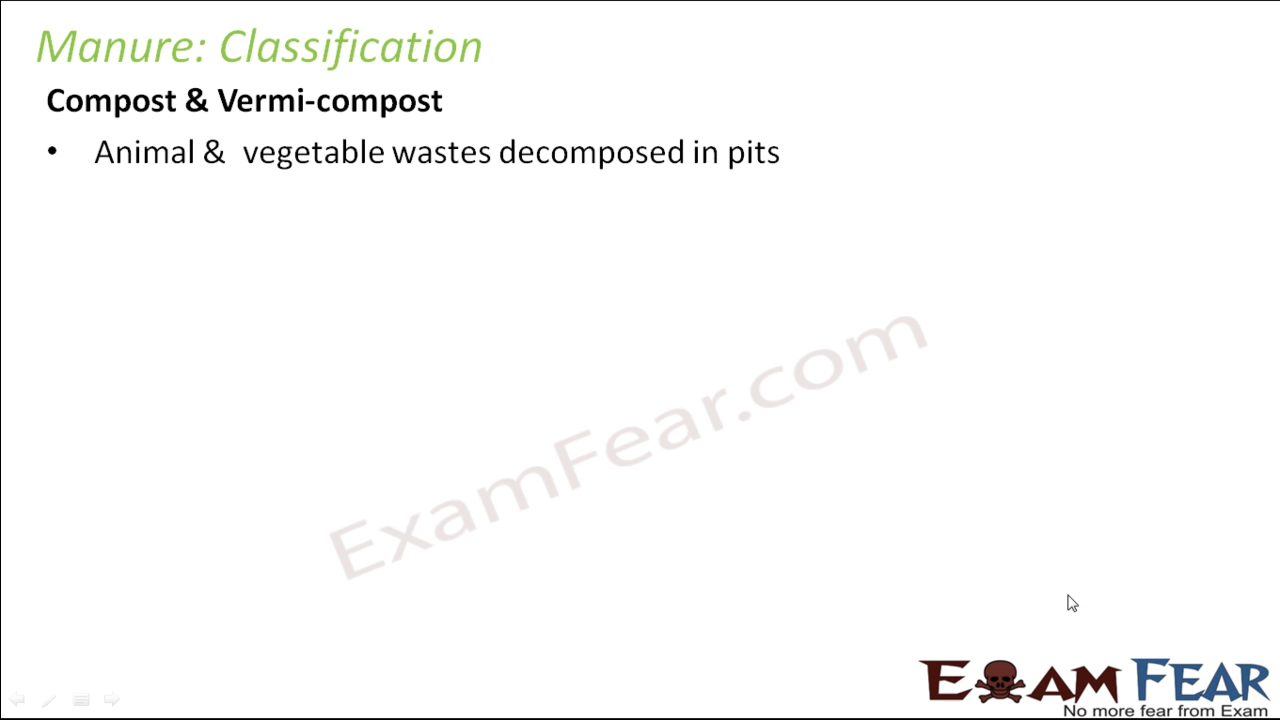 Manure: Classification
Compost & Vermi-compost
• Animal & vegetable wastes decomposed in pits
ExamFear.com
EXAM FEAR
No more fear from Exam